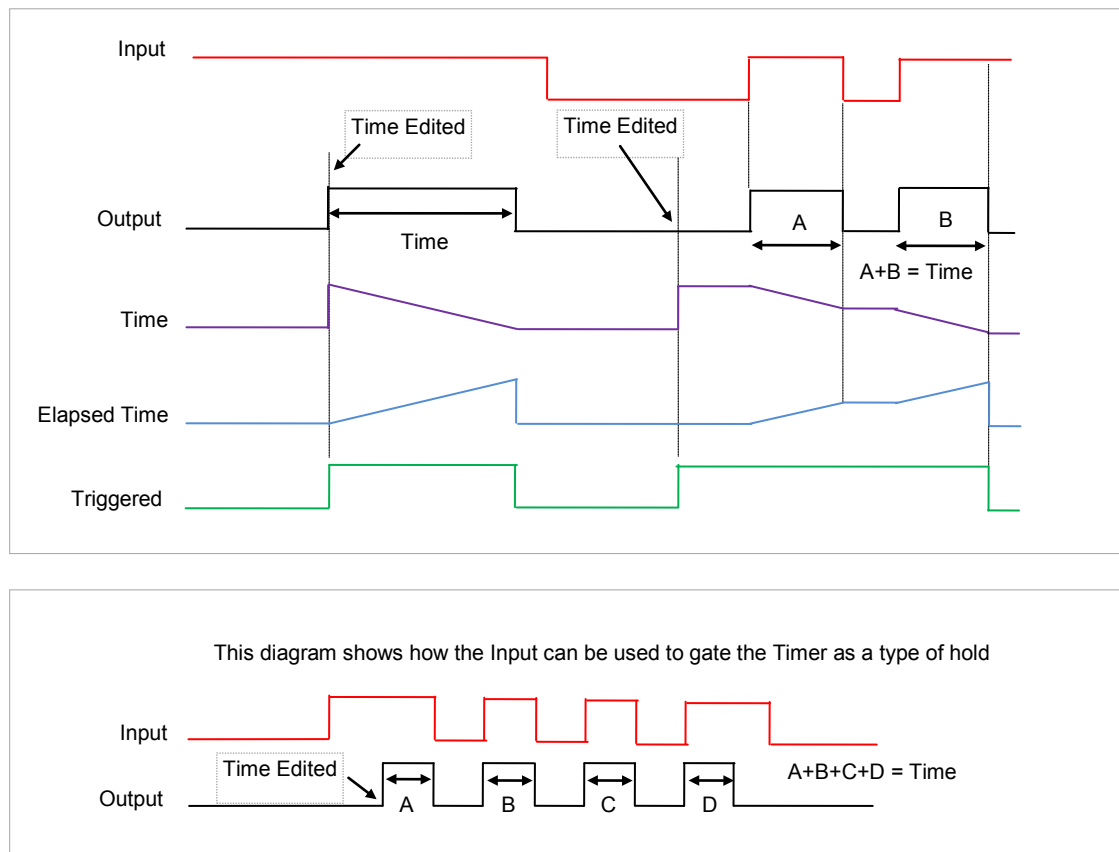 Input
Time Edited
Time Edited
Output
Time
A
B
A+B = Time
Time
Elapsed Time
Triggered
This diagram shows how the Input can be used to gate the Timer as a type of hold
Input
Time Edited
A+B+C+D = Time
Output
A
B
C
D